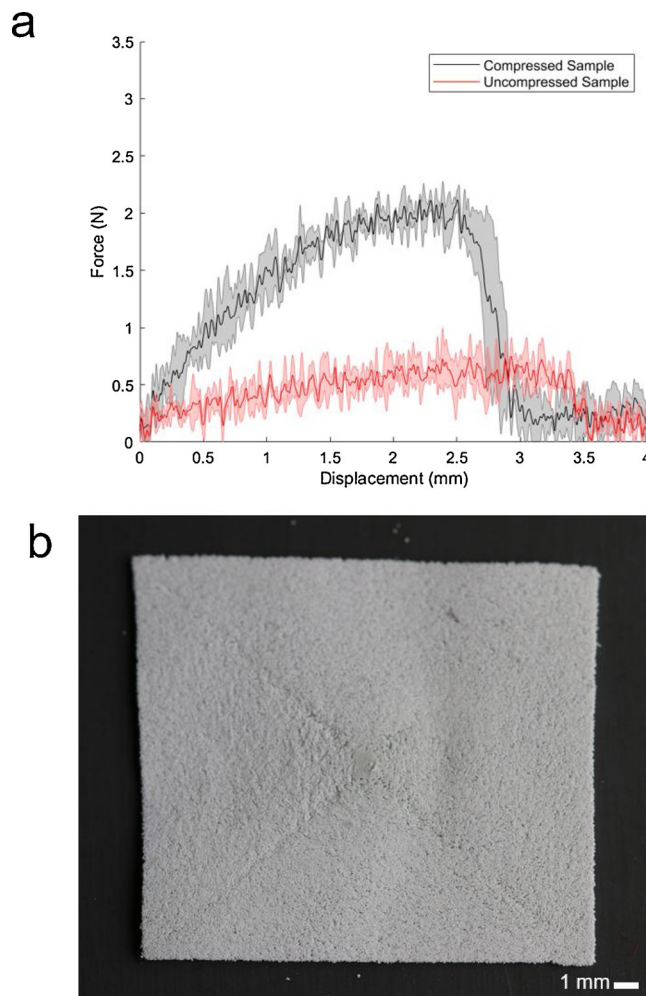 a
3.5
3
2.5
2
1.5
1
0.5
0
Force (N)
Compressed Sample
Uncompressed Sample
0 0.5 1 1.5 2 2.5 3 3.5 4
Displacement (mm)
b
1 mm